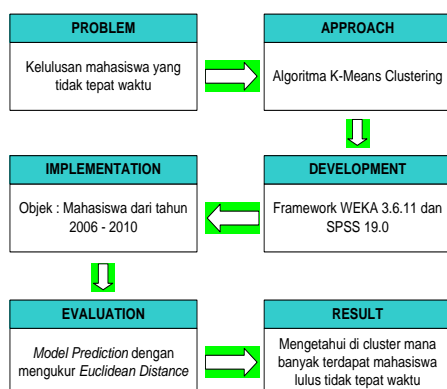 PROBLEM
Kelulusan mahasiswa yang
tidak tepat waktu
APPROACH
Algoritma K-Means Clustering
DEVELOPMENT
Framework WEKA 3.6.11 dan
SPSS 19.0
IMPLEMENTATION
Objek : Mahasiswa dari tahun
2006 - 2010
EVALUATION
Model Prediction dengan
mengukur Euclidean Distance
RESULT
Mengetahui di cluster mana
banyak terdapat mahasiswa
lulus tidak tepat waktu